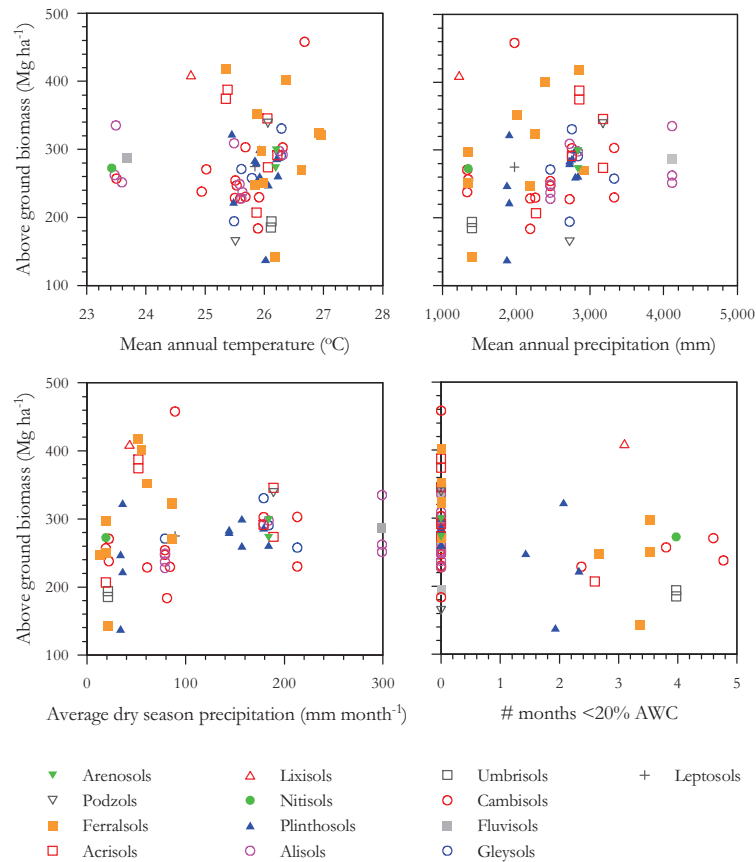 500
400
300
200
100
Above ground biomass (Mg ha-1)
23 24 25 26 27 28
Mean annual temperature (ºC)
1,000 2,000 3,000 4,000 5,000
Mean annual precipitation (mm)
500
400
300
200
100
Above ground biomass (Mg ha-1)
0 100 200 300
Average dry season precipitation (mm month-1)
0 1 2 3 4 5
# months <20% AWC
Arenosols Lixisols Umbrisols Leptosols
Podzols Nitisols Cambisols
Ferralsols Plinthosols Fluvisols
Acrisols Alisols Gleysols